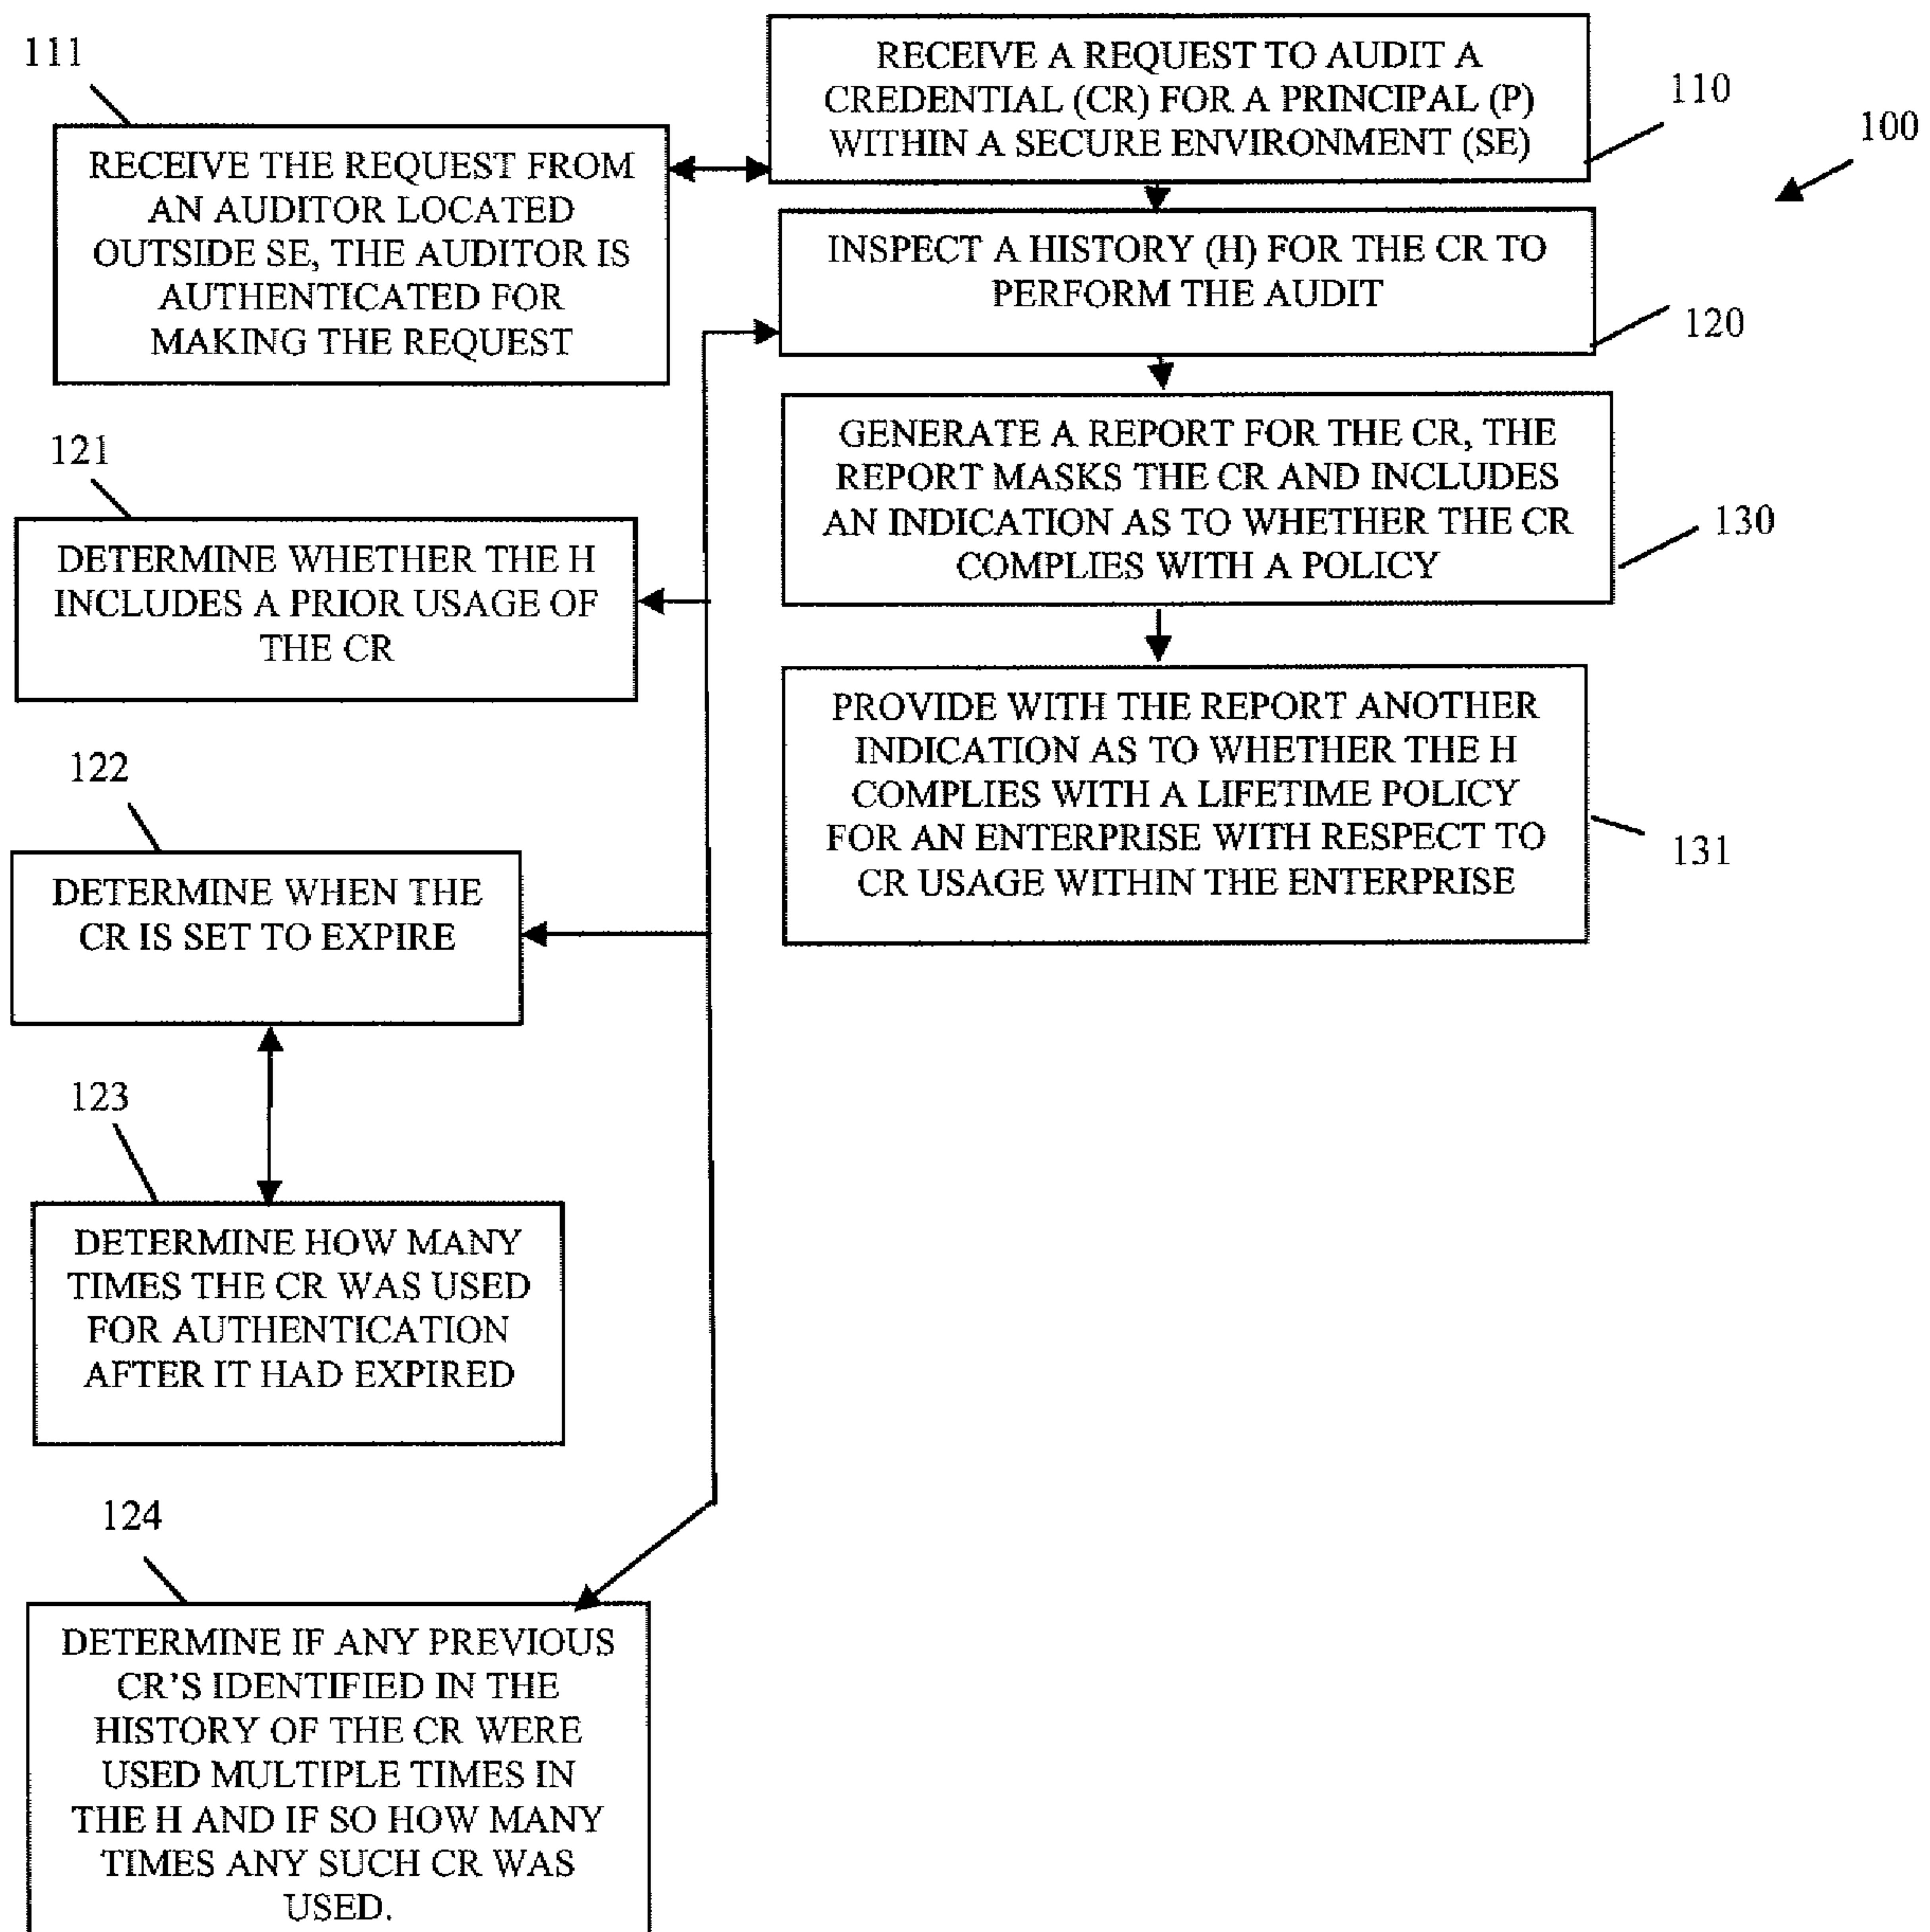 111
RECEIVE A REQUEST TO AUDIT A
CREDENTIAL (CR) FOR A PRINCIPAL (P)
WITHIN A SECURE ENVIRONMENT (SE)
110
100
RECEIVE THE REQUEST FROM
AN AUDITOR LOCATED
OUTSIDE SE, THE AUDITOR IS
AUTHENTICATED FOR
MAKING THE REQUEST
INSPECT A HISTORY (H) FOR THE CR TO
PERFORM THE AUDIT
120
GENERATE A REPORT FOR THE CR, THE
REPORT MASKS THE CR AND INCLUDES
AN INDICATION AS TO WHETHER THE CR
COMPLIES WITH A POLICY
130
121
DETERMINE WHETHER THE H
INCLUDES A PRIOR USAGE OF
THE CR
PROVIDE WITH THE REPORT ANOTHER
INDICATION AS TO WHETHER THE H
COMPLIES WITH A LIFETIME POLICY
FOR AN ENTERPRISE WITH RESPECT TO
CR USAGE WITHIN THE ENTERPRISE
131
122
DETERMINE WHEN THE
CR IS SET TO EXPIRE
123
DETERMINE HOW MANY
TIMES THE CR WAS USED
FOR AUTHENTICATION
AFTER IT HAD EXPIRED
124
DETERMINE IF ANY PREVIOUS
CR'S IDENTIFIED IN THE
HISTORY OF THE CR WERE
USED MULTIPLE TIMES IN
THE H AND IF SO HOW MANY
TIMES ANY SUCH CR WAS
USED.